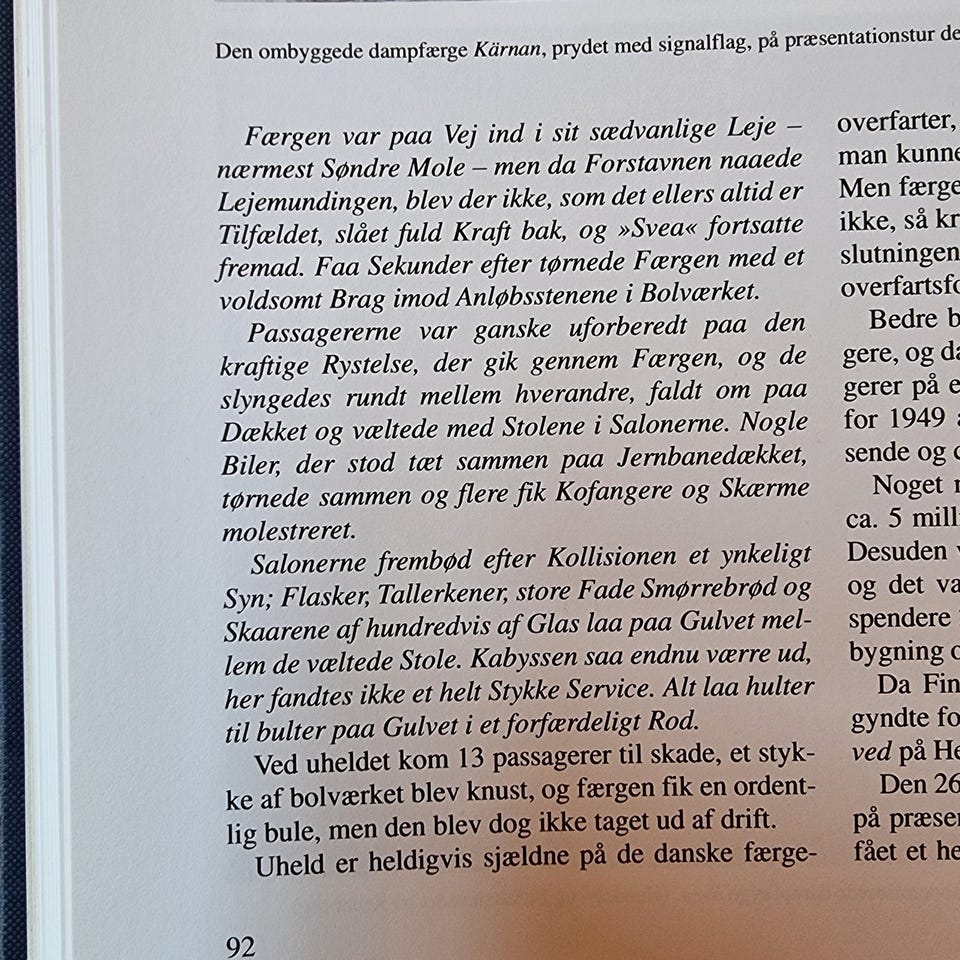 Den ombyggede dampfærge Kärnan, prydet med signalflag, på præsentationstur de
Færgen var paa Vej ind i sit sædvanlige Leje –
nærmest Søndre Mole – men da Forstavnen naaede
Lejemundingen, blev der ikke, som det ellers altid er
Tilfældet, slået fuld Kraft bak, og »Svea« fortsatte
fremad. Faa Sekunder efter tørnede Færgen med et
voldsomt Brag imod Anløbsstenene i Bolværket.
Passagererne var ganske uforberedt paa den
kraftige Rystelse, der gik gennem Færgen, og de
slyngedes rundt mellem hverandre, faldt om paa
Dækket og væltede med Stolene i Salonerne. Nogle
Biler, der stod tæt sammen paa Jernbanedækket,
tørnede sammen og flere fik Kofangere og Skærme
molestreret.
Salonerne frembød efter Kollisionen et ynkeligt
Syn; Flasker, Tallerkener, store Fade Smørrebrød og
Skaarene af hundredvis af Glas laa paa Gulvet mel-
lem de væltede Stole. Kabyssen saa endnu værre ud,
her fandtes ikke et helt Stykke Service. Alt laa hulter
til bulter paa Gulvet i et forfærdeligt Rod.
Ved uheldet kom 13 passagerer til skade, et styk-
ke af bolværket blev knust, og færgen fik en ordent-
lig bule, men den blev dog ikke taget ud af drift.
Uheld er heldigvis sjældne på de danske færge-
92
overfarter,
man kunne
Men færge
ikke, så kr
slutningen
overfartsfo
Bedre b
gere, og da
gerer på e
for 1949
sende og
Noget
ca. 5 mill
Desuden
og det va
spendere
bygning
Da Fin
gyndte fo
ved på He
Den 26
på præsen
fået et he